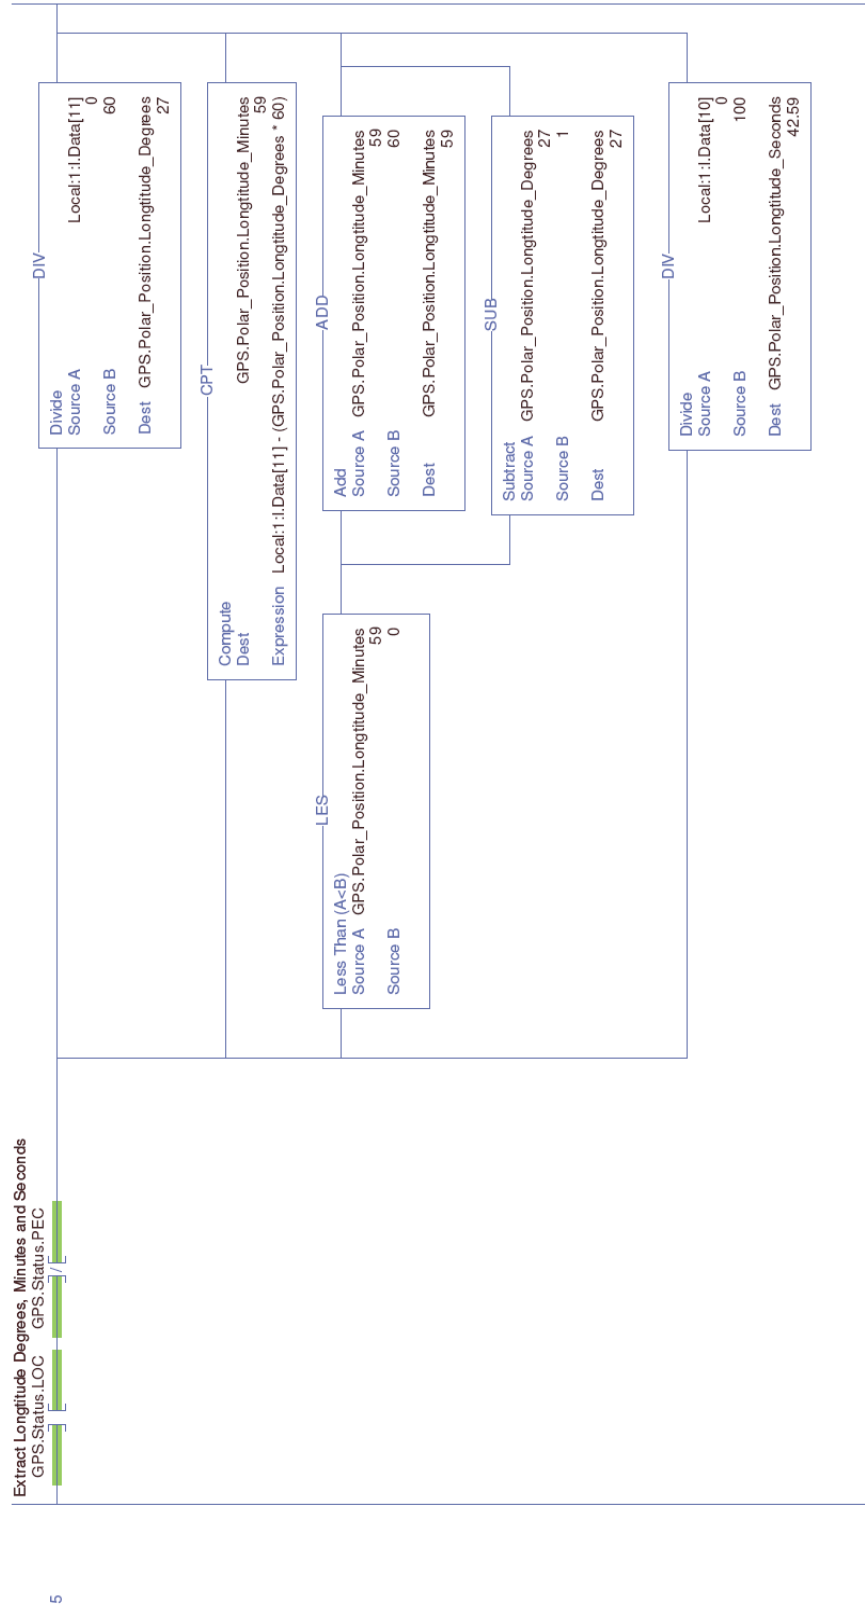 5
Extract Longtitude Degrees, Minutes and Seconds
GPS.Status.LOC GPS.Status.PEC
/
DIV
Divide
Source A Local:1:I.Data[11]
0
Source B 60
Dest GPS.Polar_Position.Longtitude_Degrees
27
CPT
Compute
Dest GPS.Polar_Position.Longtitude_Minutes
59
Expression Local:1:I.Data[11] - (GPS.Polar_Position.Longtitude_Degrees * 60)
LES
Less Than (A<B)
Source A GPS.Polar_Position.Longtitude_Minutes
59
Source B 0
ADD
Add
Source A GPS.Polar_Position.Longtitude_Minutes
59
Source B 60
Dest GPS.Polar_Position.Longtitude_Minutes
59
SUB
Subtract
Source A GPS.Polar_Position.Longtitude_Degrees
27
Source B 1
Dest GPS.Polar_Position.Longtitude_Degrees
27
DIV
Divide
Source A Local:1:I.Data[10]
0
Source B 100
Dest GPS.Polar_Position.Longtitude_Seconds
42.59